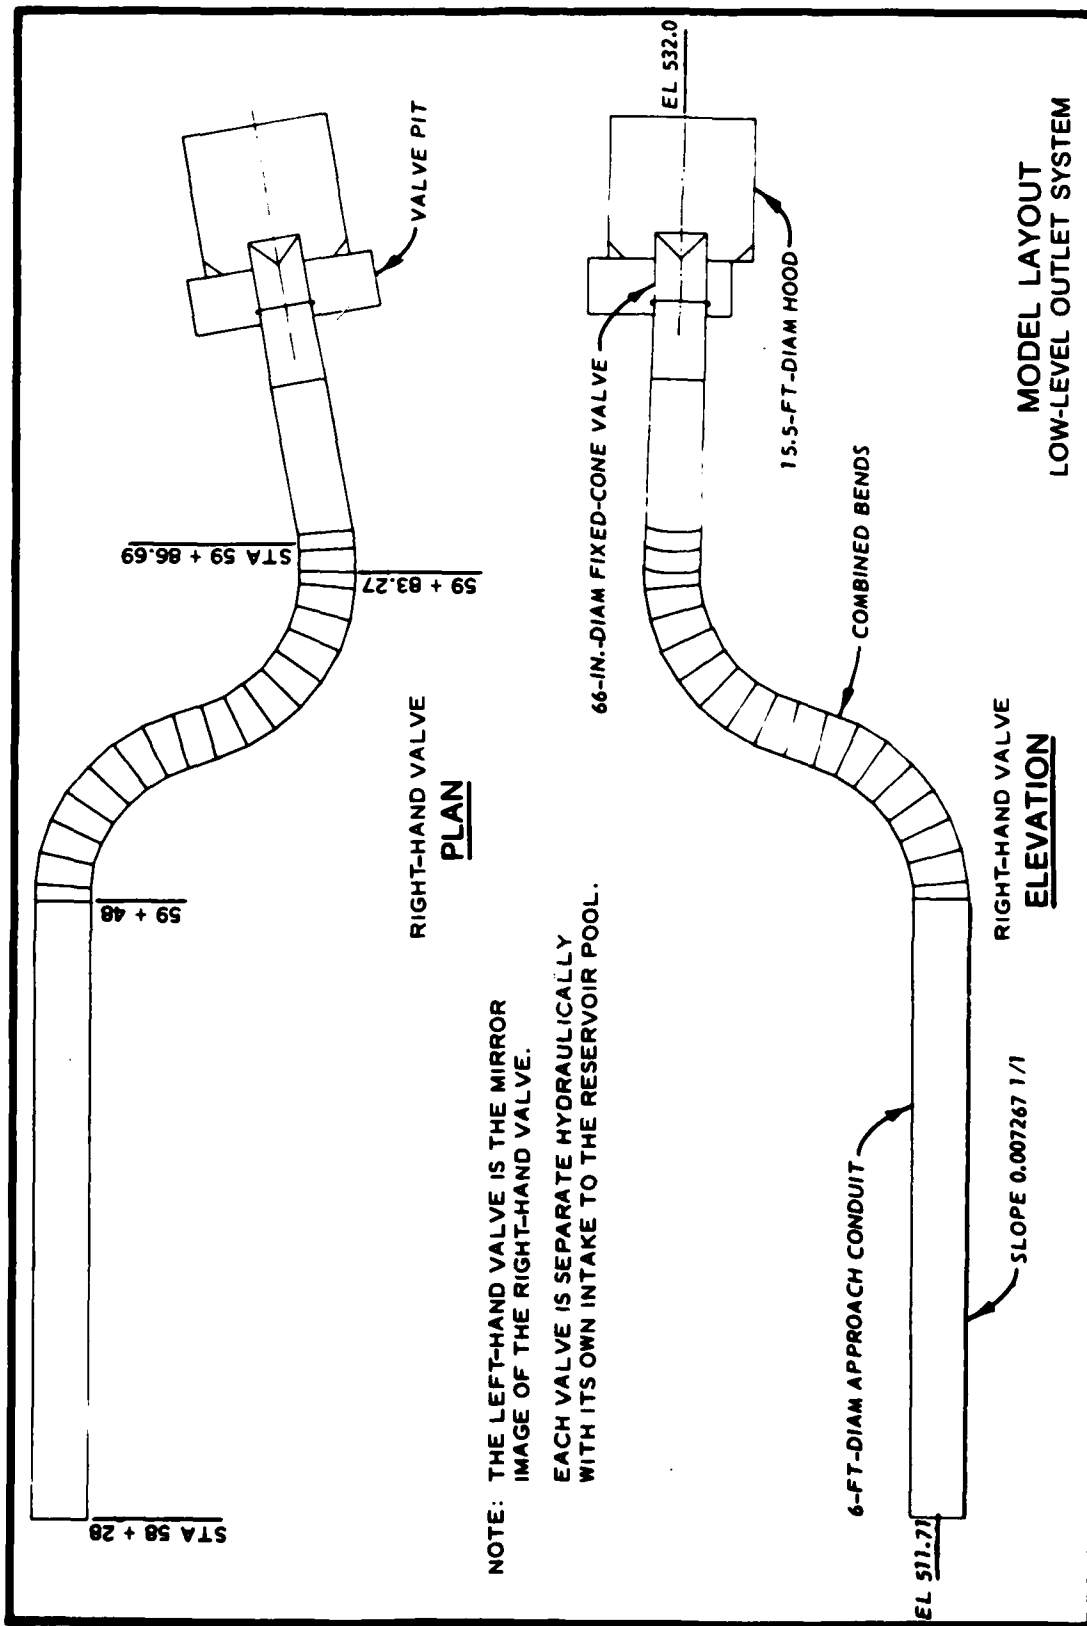 STA 58 + 28
59 + 48
59 + 83.27
STA 59 + 86.69
VALVE PIT
RIGHT-HAND VALVE
PLAN
NOTE: THE LEFT-HAND VALVE IS THE MIRROR
IMAGE OF THE RIGHT-HAND VALVE.
EACH VALVE IS SEPARATE HYDRAULICALLY
WITH ITS OWN INTAKE TO THE RESERVOIR POOL.
EL 532.0
66-IN.-DIAM FIXED-CONE VALVE
15.5-FT-DIAM HOOD
COMBINED BENDS
6-FT-DIAM APPROACH CONDUIT
EL 511.71
SLOPE 0.007267 1/1
RIGHT-HAND VALVE
ELEVATION
MODEL LAYOUT
LOW-LEVEL OUTLET SYSTEM